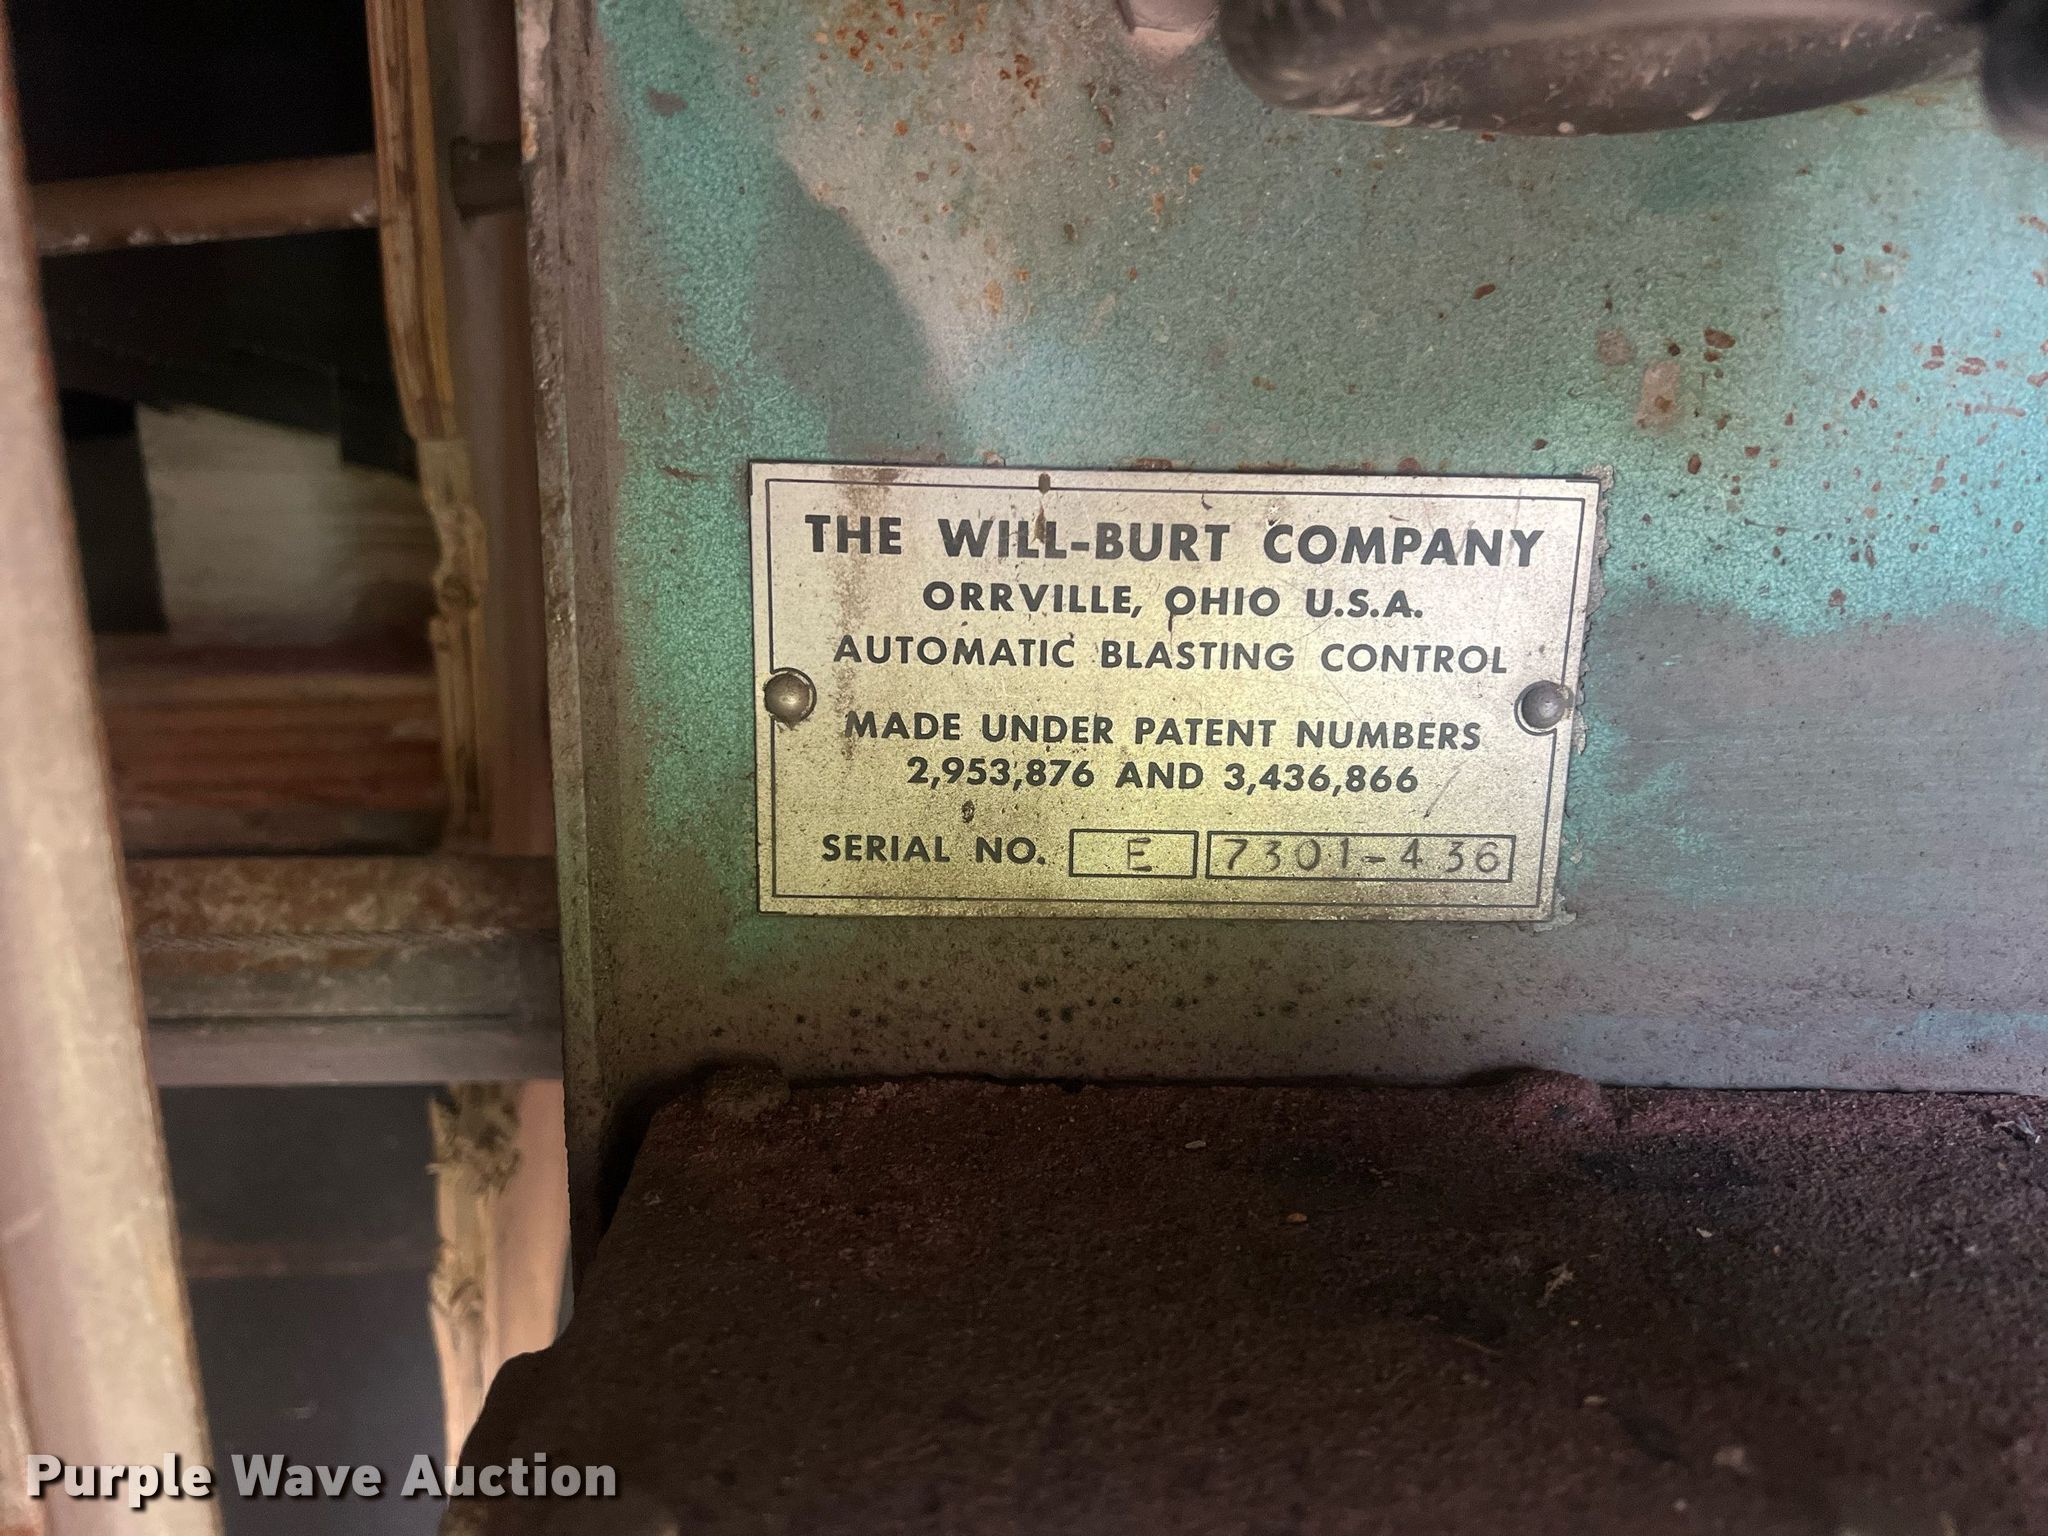 THE WILL-BURT COMPANY
ORRVILLE, OHIO U.S.A.
AUTOMATIC BLASTING CONTROL
MADE UNDER PATENT NUMBERS
2,953,876 AND 3,436,866
SERIAL NO. E 7301-436
Purple Wave Auction